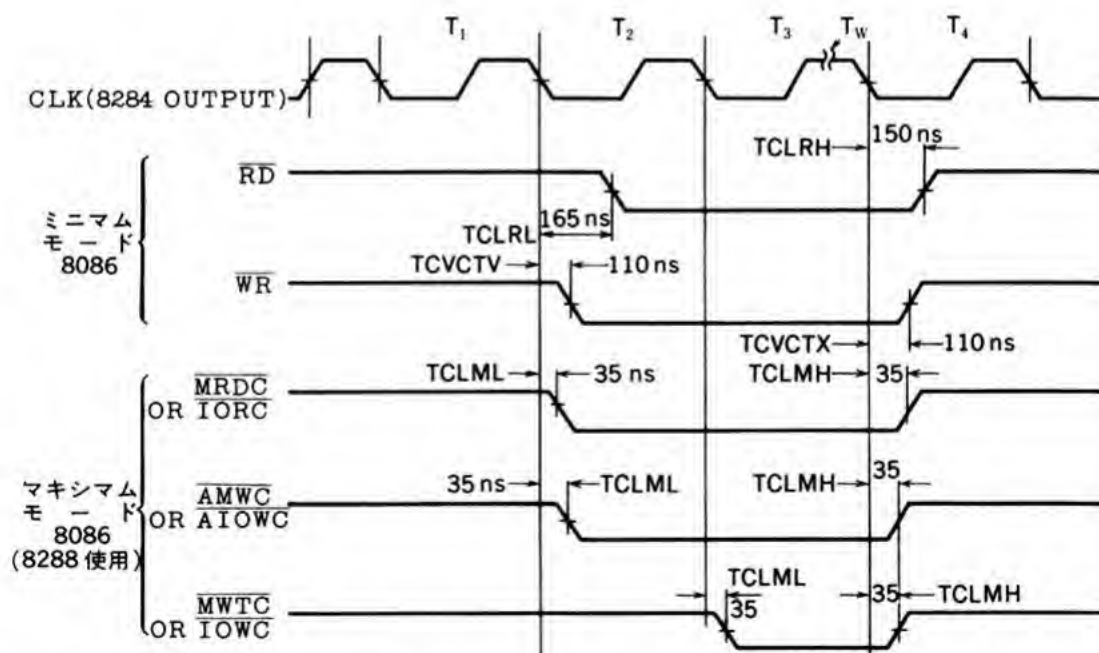 T₁ T₂ T₃ T_W T₄
CLK(8284 OUTPUT)
TCLRH 150 ns
ミニマム
モード
8086
RD
165 ns
TCLRL
TCVCTV 110 ns
WR
TCVCTX 110 ns
MRDC
OR IORC
TCLML 35 ns TCLMH 35
マキシマム
モード
8086
(8288 使用)
AMWC
OR AIOWC
35 ns TCLML TCLMH 35
MWTC
OR IOWC
TCLML
35
35 TCLMH